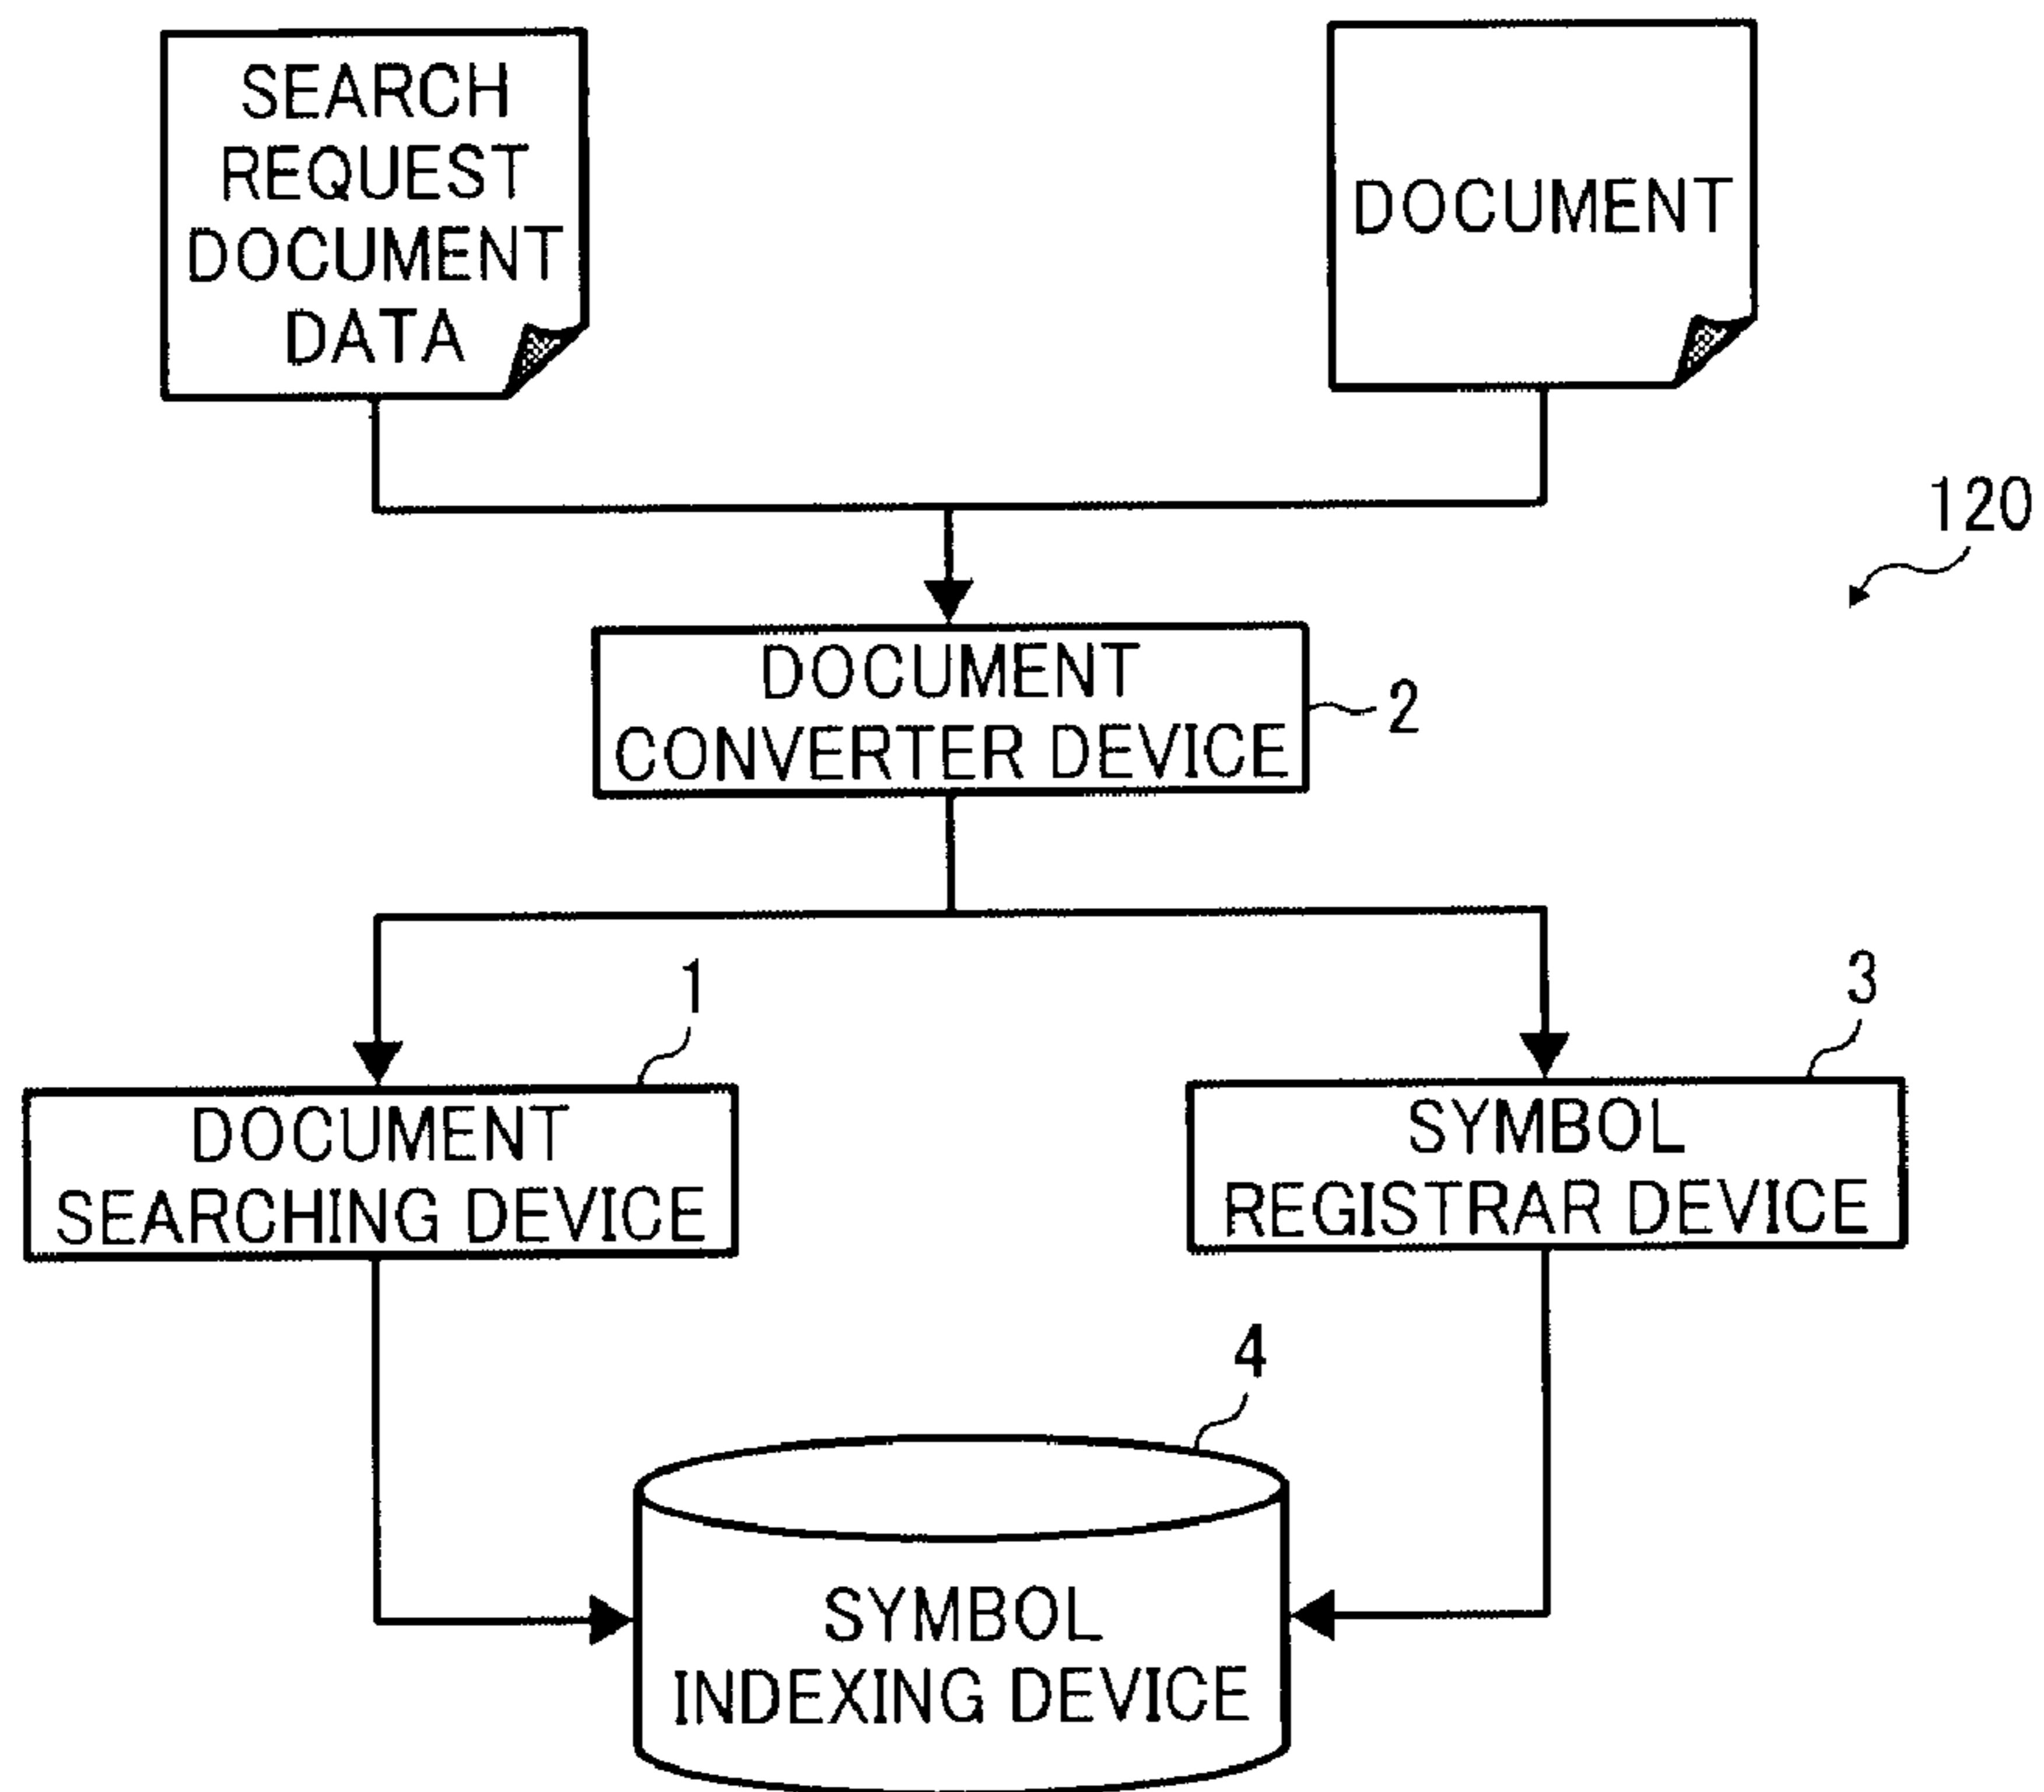 SEARCH
REQUEST
DOCUMENT
DATA
DOCUMENT
120
DOCUMENT
CONVERTER DEVICE
2
1
3
DOCUMENT
SEARCHING DEVICE
SYMBOL
REGISTRAR DEVICE
4
SYMBOL
INDEXING DEVICE